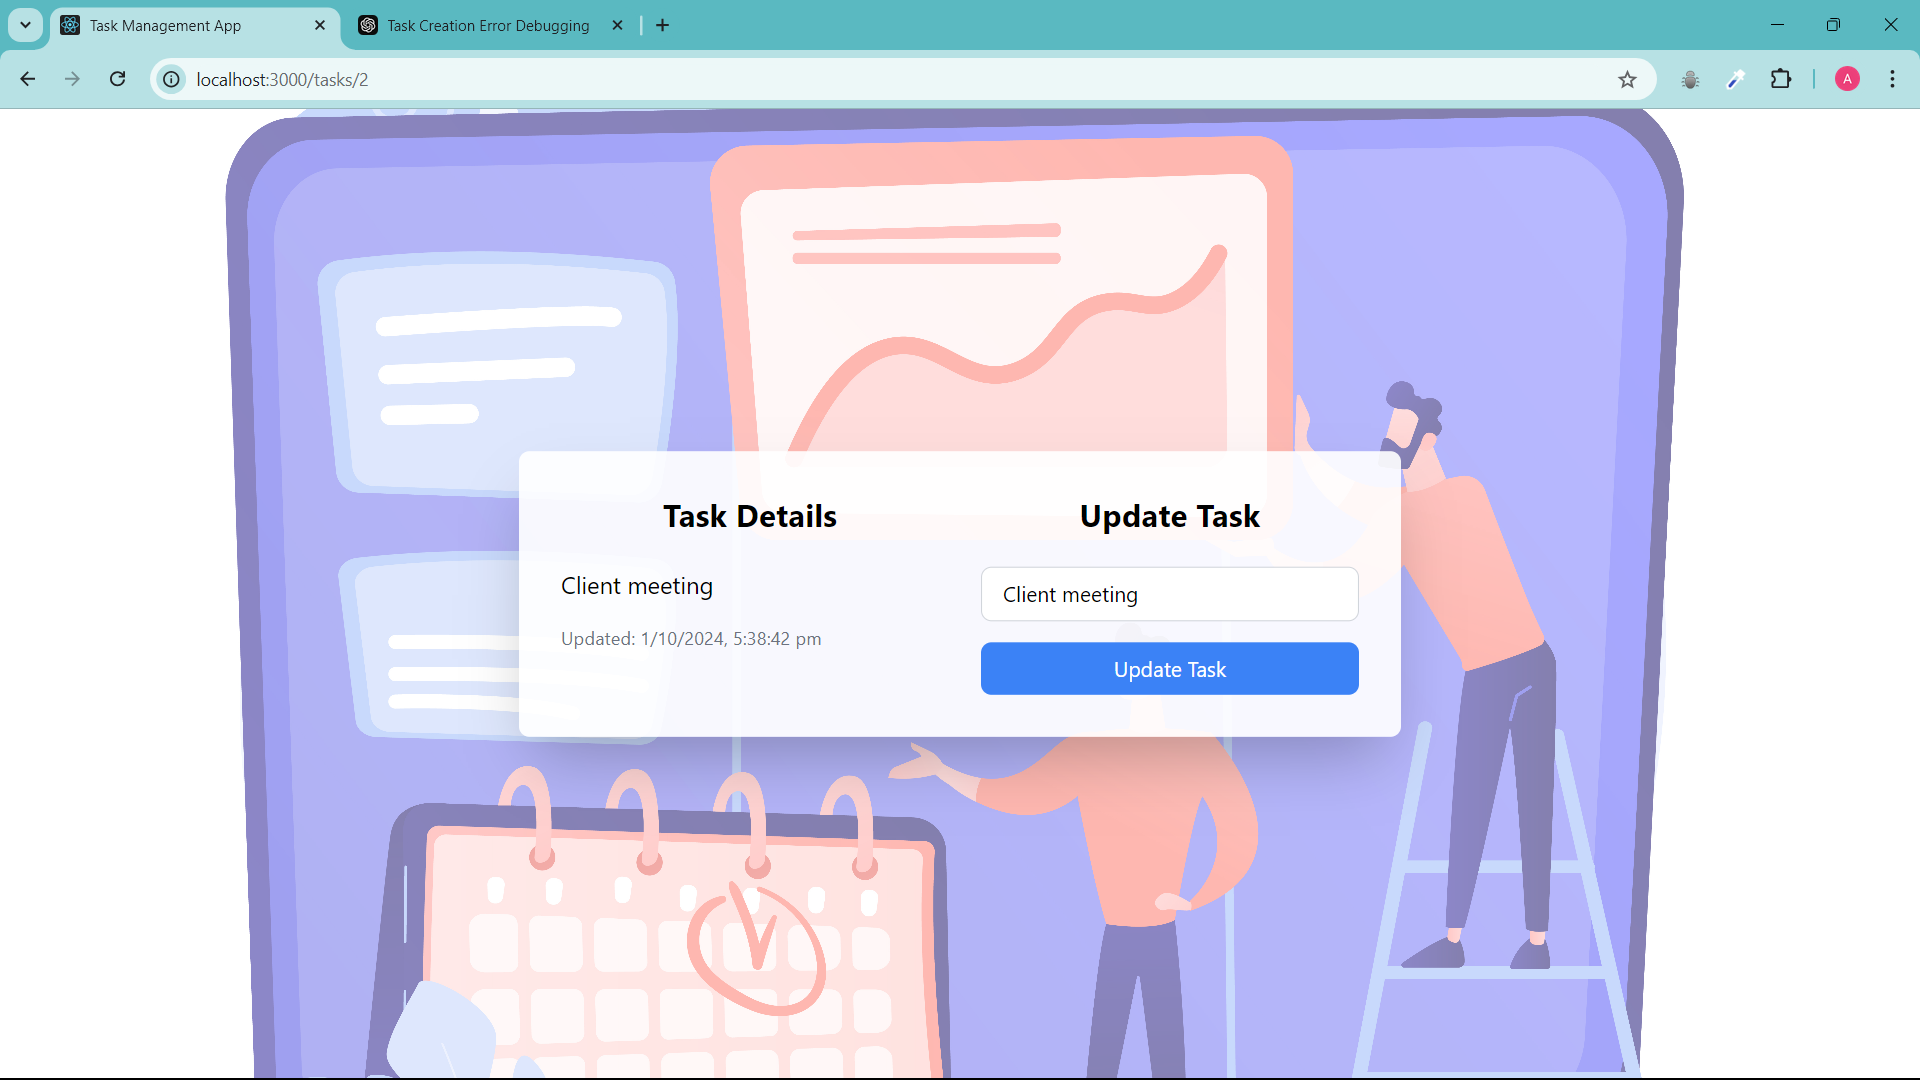 Task Management App
Task Creation Error Debugging
localhost:3000/tasks/2
A
Task Details
Client meeting
Updated: 1/10/2024, 5:38:42 pm
Update Task
Client meeting
Update Task